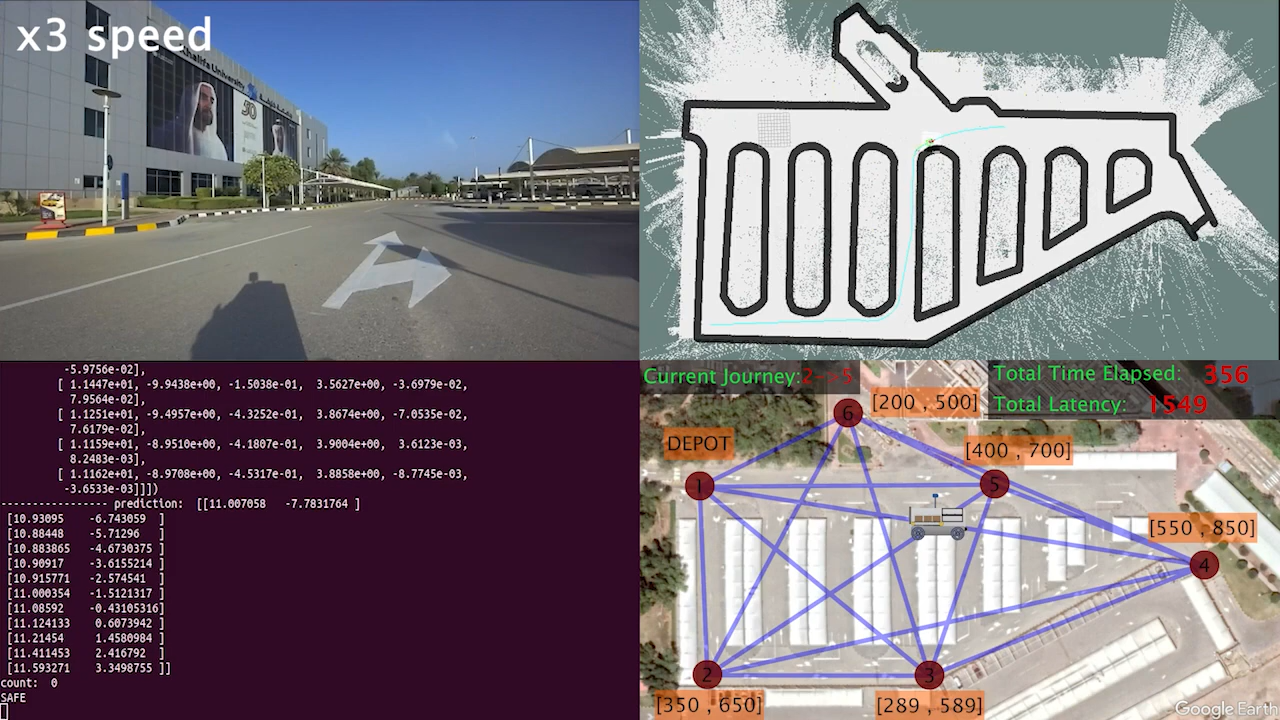 x3 speed
Khalifa University
50
-5.9756e-02],
[ 1.1447e+01, -9.9438e+00, -1.5038e-01, 3.5627e+00, -3.6979e-02,
7.9564e-02],
[ 1.1251e+01, -9.4957e+00, -4.3252e-01, 3.8674e+00, -7.0535e-02,
7.6179e-02],
[ 1.1159e+01, -8.9510e+00, -4.1807e-01, 3.9004e+00, 3.6123e-03,
8.2483e-03],
[ 1.1162e+01, -8.9708e+00, -4.5317e-01, 3.8858e+00, -8.7745e-03
-3.6533e-03]]])
----------------- prediction: [[11.007058 -7.7831764 ]
[10.93095 -6.743059 ]
[10.88448 -5.71296 ]
[10.883865 -4.6730375 ]
[10.90917 -3.6155214 ]
[10.915771 -2.574541 ]
[11.000354 -1.5121317 ]
[11.08592 -0.43105316]
[11.124133 0.6073942 ]
[11.21454 1.4580984 ]
[11.411453 2.416792 ]
[11.593271 3.3498755 ]]
count: 0
SAFE
Current Journey:2->5
Total Time Elapsed: 356
Total Latency: 1549
6
[200 , 500]
DEPOT
[400 , 700]
1
5
[550 , 850]
4
2
3
[350 , 650]
[289 , 589]
Google Earth